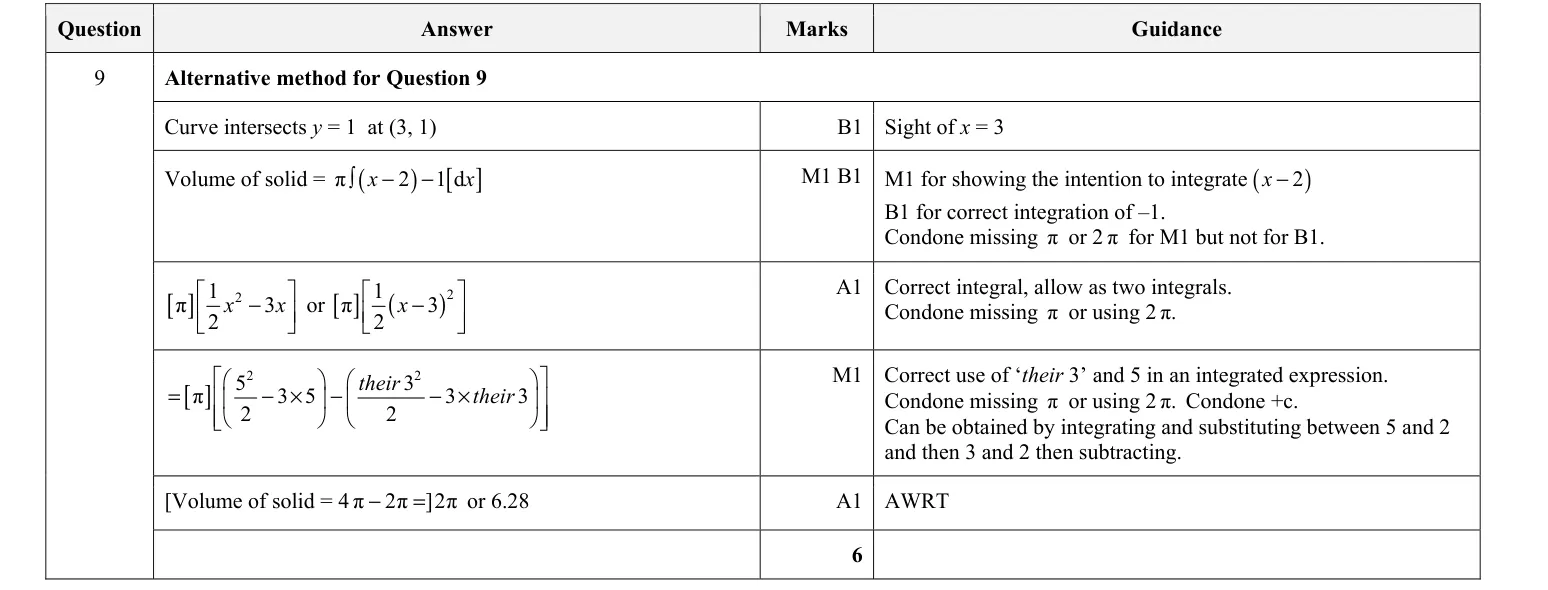 Question Answer Marks Guidance
9 Alternative method for Question 9
Curve intersects y = 1 at (3, 1) B1 Sight of x = 3
Volume of solid = π∫(x − 2) − 1[dx] M1 B1 M1 for showing the intention to integrate (x − 2)
B1 for correct integration of –1.
Condone missing π or 2π for M1 but not for B1.
[π][1/2 x² − 3x] or [π][1/2 (x − 3)²] A1 Correct integral, allow as two integrals.
Condone missing π or using 2π.
= [π][(5²/2 − 3×5) − (their 3²/2 − 3×their 3)] M1 Correct use of ‘their 3’ and 5 in an integrated expression.
Condone missing π or using 2π. Condone +c.
Can be obtained by integrating and substituting between 5 and 2
and then 3 and 2 then subtracting.
[Volume of solid = 4π − 2π =]2π or 6.28 A1 AWRT
6